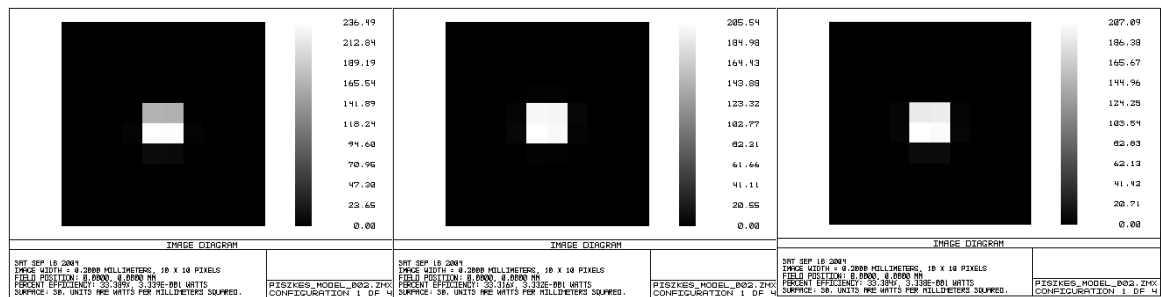 236.49
212.84
189.19
165.54
141.89
118.24
94.60
70.95
47.30
23.65
0.00
IMAGE DIAGRAM
SAT SEP 18 2004
IMAGE WIDTH = 0.2000 MILLIMETERS, 10 X 10 PIXELS
FIELD POSITION: 0.0000, 0.0000 MM
PERCENT EFFICIENCY: 33.389%, 3.339E-001 WATTS
SURFACE: 30. UNITS ARE WATTS PER MILLIMETERS SQUARED.
PISZKES_MODEL_002.ZMX
CONFIGURATION 1 OF 4
205.54
184.98
164.43
143.88
123.32
102.77
82.21
61.66
41.11
20.55
0.00
IMAGE DIAGRAM
SAT SEP 18 2004
IMAGE WIDTH = 0.2000 MILLIMETERS, 10 X 10 PIXELS
FIELD POSITION: 0.0000, 0.0000 MM
PERCENT EFFICIENCY: 33.316%, 3.332E-001 WATTS
SURFACE: 30. UNITS ARE WATTS PER MILLIMETERS SQUARED.
PISZKES_MODEL_002.ZMX
CONFIGURATION 1 OF 4
207.09
186.38
165.67
144.96
124.25
103.54
82.83
62.13
41.42
20.71
0.00
IMAGE DIAGRAM
SAT SEP 18 2004
IMAGE WIDTH = 0.2000 MILLIMETERS, 10 X 10 PIXELS
FIELD POSITION: 0.0000, 0.0000 MM
PERCENT EFFICIENCY: 33.384%, 3.338E-001 WATTS
SURFACE: 30. UNITS ARE WATTS PER MILLIMETERS SQUARED.
PISZKES_MODEL_002.ZMX
CONFIGURATION 1 OF 4